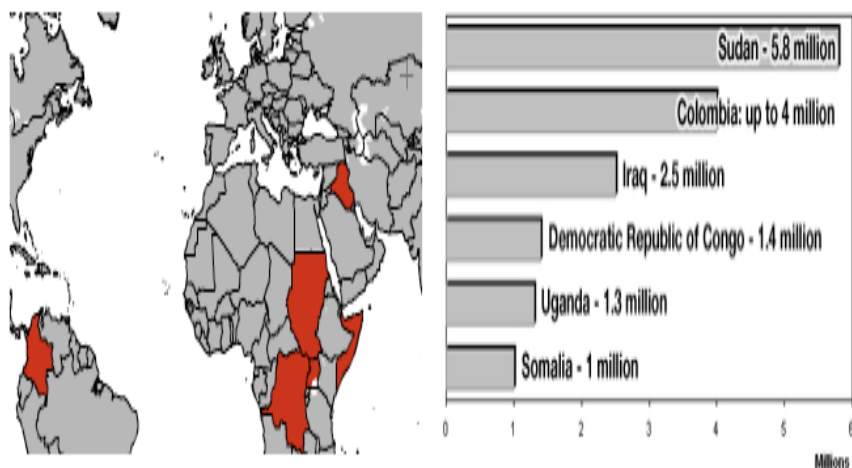 Sudan - 5.8 million
Colombia: up to 4 million
Iraq - 2.5 million
Democratic Republic of Congo - 1.4 million
Uganda - 1.3 million
Somalia - 1 million
0 1 2 3 4 5 6
Millions